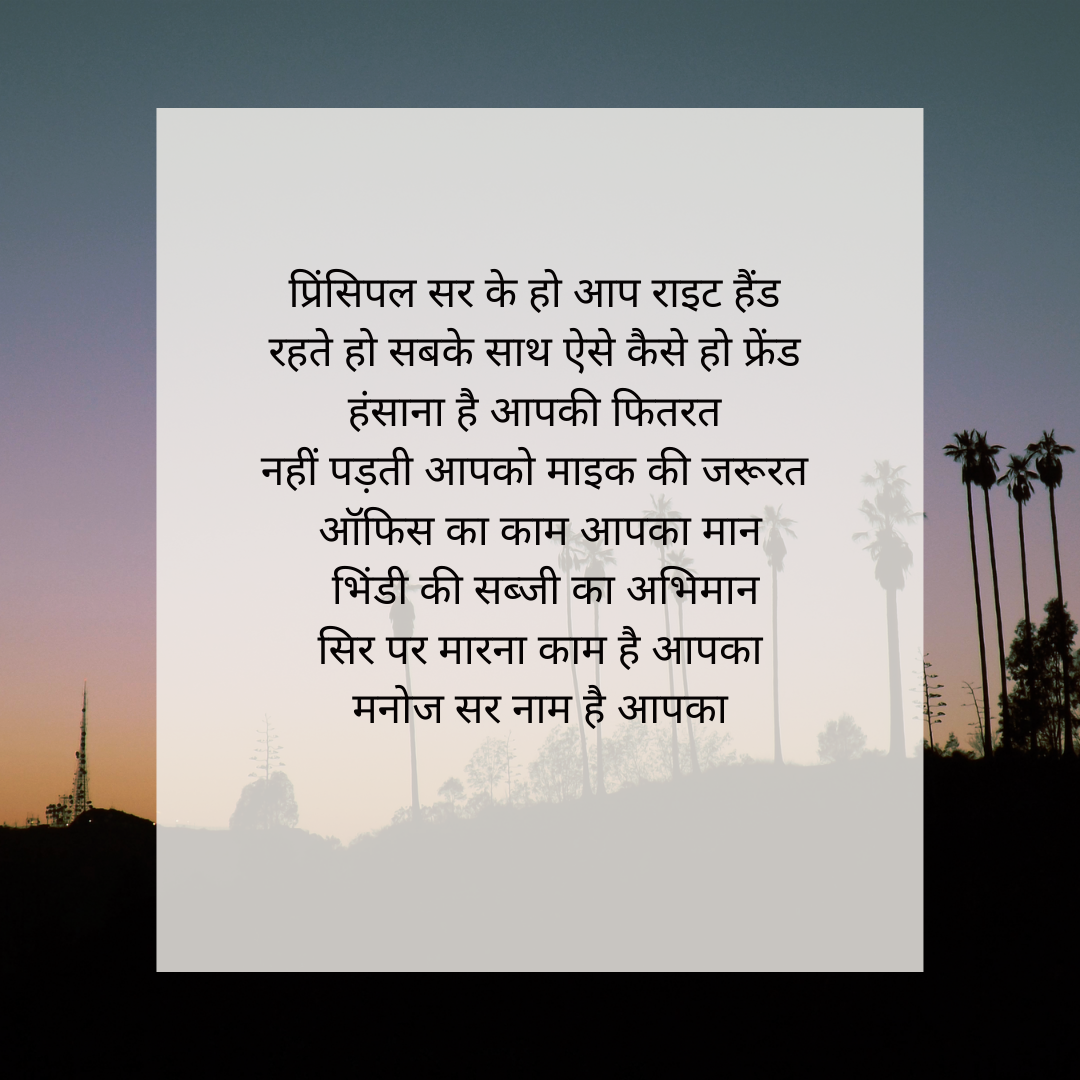 प्रिंसिपल सर के हो आप राइट हैंड
रहते हो सबके साथ ऐसे कैसे हो फ्रेंड
हंसाना है आपकी फितरत
नहीं पड़ती आपको माइक की जरूरत
ऑफिस का काम आपका मान
भिंडी की सब्जी का अभिमान
सिर पर मारना काम है आपका
मनोज सर नाम है आपका